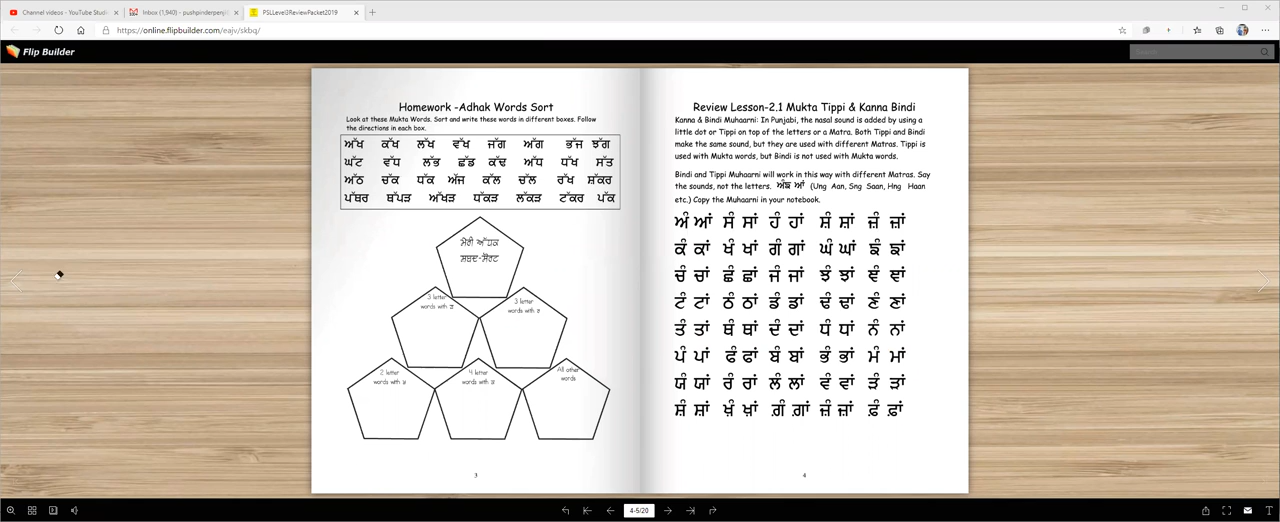 Channel videos - YouTube Studi
Inbox (1,940) - pushpinderpenji
PSLLevel3ReviewPacket2019
https://online.flipbuilder.com/eajv/skbq/
Flip Builder
Search
Homework -Adhak Words Sort
Look at these Mukta Words. Sort and write these words in different boxes. Follow
the directions in each box.
ਅੱਖ ਕੱਖ ਲੱਖ ਵੱਖ ਜੱਗ ਅੱਗ ਭੱਜ ਝੱਗ
ਘੱਟ ਵੱਧ ਲੱਭ ਛੱਡ ਕੱਢ ਅੱਧ ਧੱਖ ਸੱਤ
ਅੱਠ ਚੱਕ ਧੱਕ ਅੱਜ ਕੱਲ ਚੱਲ ਰੱਖ ਸ਼ੱਕਰ
ਪੱਥਰ ਥੱਪੜ ਅੱਖੜ ਧੱਕੜ ਲੱਕੜ ਟੱਕਰ ਪੱਕ
ਮੇਰੀ ਅੱਧਕ
ਸ਼ਬਦ-ਸੌਰਟ
3 letter
words with
3 letter
words with
2 letter
words with
4 letter
words with
All other
words
3
Review Lesson-2.1 Mukta Tippi & Kanna Bindi
Kanna & Bindi Muhaarni: In Punjabi, the nasal sound is added by using a
little dot or Tippi on top of the letters or a Matra. Both Tippi and Bindi
make the same sound, but they are used with different Matras. Tippi is
used with Mukta words, but Bindi is not used with Mukta words.
Bindi and Tippi Muhaarni will work in this way with different Matras. Say
the sounds, not the letters. ਅੰਙ ਆਂ (Ung Aan, Sng Saan, Hng Haan
etc.) Copy the Muhaarni in your notebook.
ਅੰ ਆਂ ਸੰ ਸਾਂ ਹੰ ਹਾਂ ਸ਼ੰ ਸ਼ਾਂ ਜ਼ੰ ਜ਼ਾਂ
ਕੰ ਕਾਂ ਖੰ ਖਾਂ ਗੰ ਗਾਂ ਘੰ ਘਾਂ ਙੰ ਙਾਂ
ਚੰ ਚਾਂ ਛੰ ਛਾਂ ਜੰ ਜਾਂ ਝੰ ਝਾਂ ਞੰ ਞਾਂ
ਟੰ ਟਾਂ ਠੰ ਠਾਂ ਡੰ ਡਾਂ ਢੰ ਢਾਂ ਣੰ ਣਾਂ
ਤੰ ਤਾਂ ਥੰ ਥਾਂ ਦੰ ਦਾਂ ਧੰ ਧਾਂ ਨੰ ਨਾਂ
ਪੰ ਪਾਂ ਫੰ ਫਾਂ ਬੰ ਬਾਂ ਭੰ ਭਾਂ ਮੰ ਮਾਂ
ਯੰ ਯਾਂ ਰੰ ਰਾਂ ਲੰ ਲਾਂ ਵੰ ਵਾਂ ੜੰ ੜਾਂ
ਸ਼ੰ ਸ਼ਾਂ ਖ਼ੰ ਖ਼ਾਂ ਗ਼ੰ ਗ਼ਾਂ ਜ਼ੰ ਜ਼ਾਂ ਫ਼ੰ ਫ਼ਾਂ
4
4-5/20